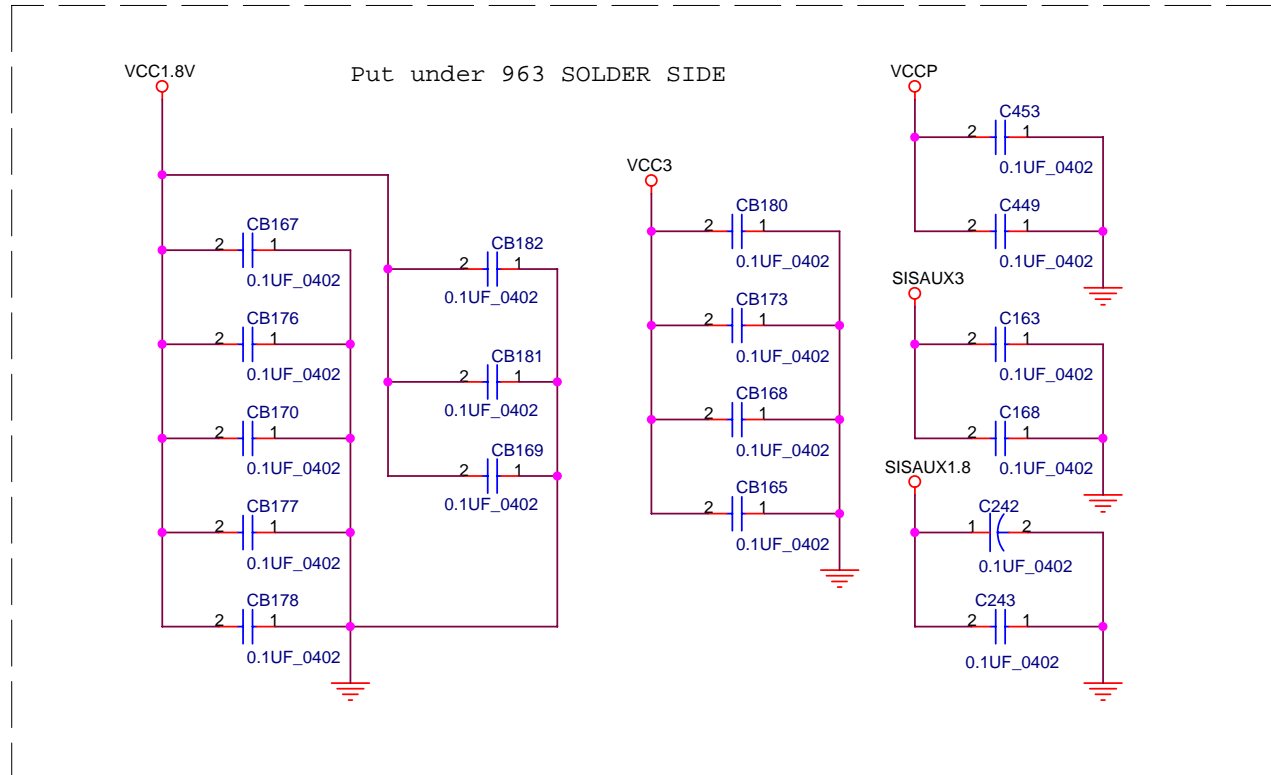 Put under 963 SOLDER SIDE
VCC1.8V
CB167
2 1
0.1UF_0402
CB176
2 1
0.1UF_0402
CB170
2 1
0.1UF_0402
CB177
2 1
0.1UF_0402
CB178
2 1
0.1UF_0402
CB182
2 1
0.1UF_0402
CB181
2 1
0.1UF_0402
CB169
2 1
0.1UF_0402
VCC3
CB180
2 1
0.1UF_0402
CB173
2 1
0.1UF_0402
CB168
2 1
0.1UF_0402
CB165
2 1
0.1UF_0402
VCCP
C453
2 1
0.1UF_0402
C449
2 1
0.1UF_0402
SISAUX3
C163
2 1
0.1UF_0402
C168
2 1
0.1UF_0402
SISAUX1.8
C242
1 2
0.1UF_0402
C243
2 1
0.1UF_0402